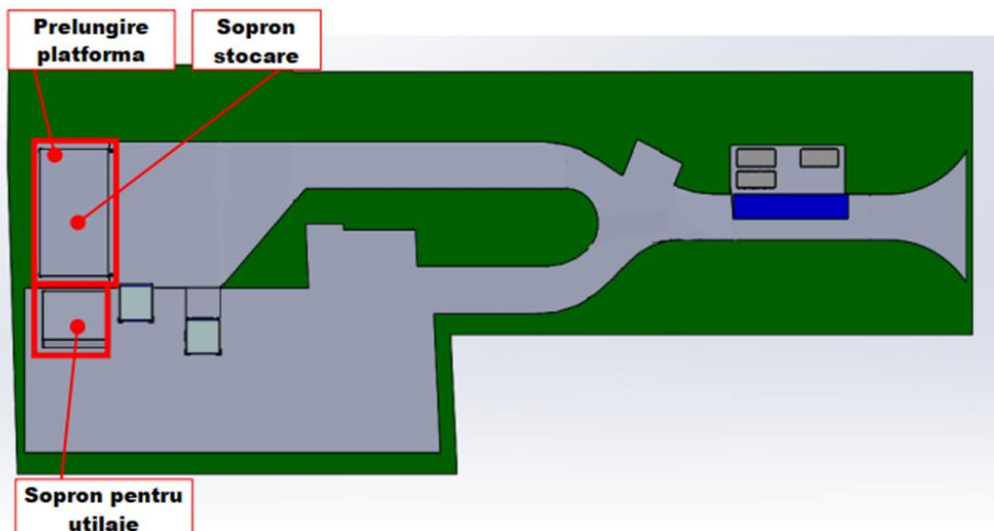 Prelungire
platforma
Sopron
stocare
Sopron pentru
utilaje